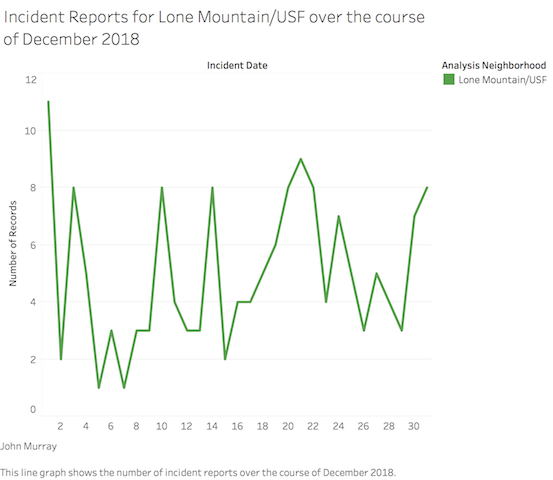 Incident Reports for Lone Mountain/USF over the course
of December 2018
Incident Date
Analysis Neighborhood
Lone Mountain/USF
Number of Records
12
10
8
6
4
2
0
2 4 6 8 10 12 14 16 18 20 22 24 26 28 30
John Murray
This line graph shows the number of incident reports over the course of December 2018.